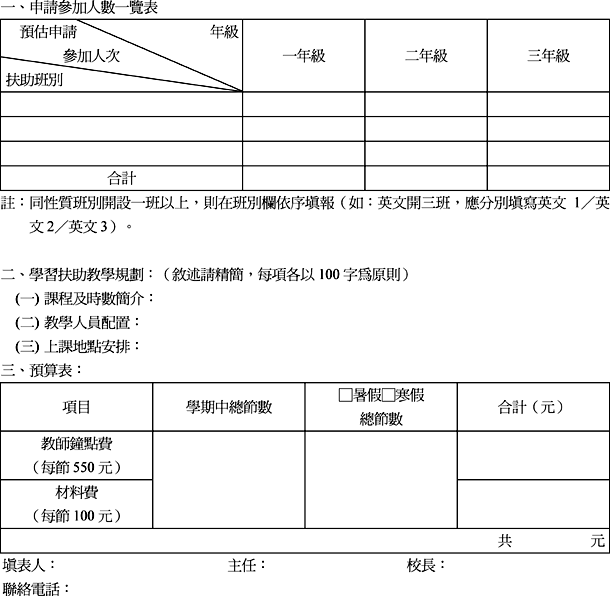 一、申請參加人數一覽表
預估申請 年級
參加人次
扶助班別
一年級 二年級 三年級
合計
註：同性質班別開設一班以上，則在班別欄依序填報（如：英文開三班，應分別填寫英文 1／英
文 2／英文 3）。
二、學習扶助教學規劃：（敘述請精簡，每項各以 100 字爲原則）
(一) 課程及時數簡介：
(二) 教學人員配置：
(三) 上課地點安排：
三、預算表：
項目 學期中總節數 □暑假□寒假
總節數 合計（元）
教師鐘點費
（每節 550 元）
材料費
（每節 100 元）
共 元
填表人： 主任： 校長：
聯絡電話：